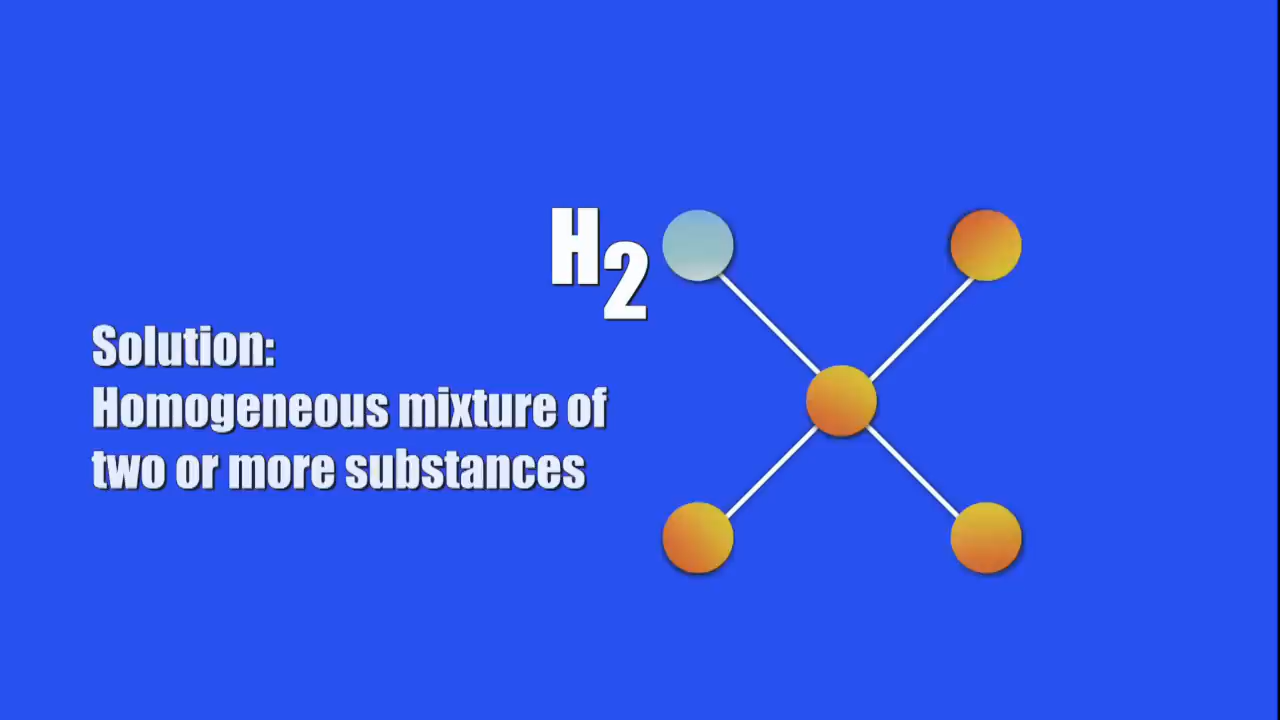 H2
Solution:
Homogeneous mixture of
two or more substances